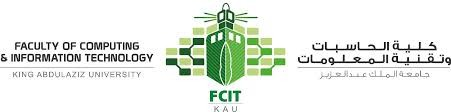 FACULTY OF COMPUTING
& INFORMATION TECHNOLOGY
KING ABDULAZIZ UNIVERSITY
FCIT
KAU
كلية الحاسبات
وتقنية المعلومات
جامعة الملك عبدالعزيز